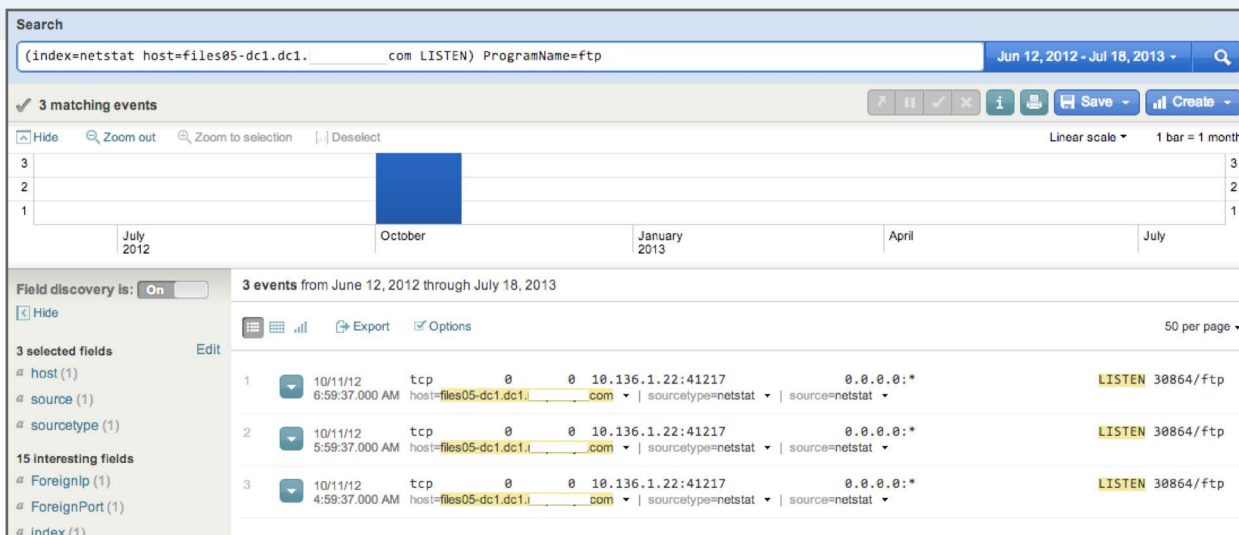 Search
(index=netstat host=files05-dc1.dc1. com LISTEN) ProgramName=ftp
Jun 12, 2012 - Jul 18, 2013
3 matching events
Save
Create
Hide
Zoom out
Zoom to selection
Deselect
Linear scale
1 bar = 1 month
3
3
2
2
1
1
July
2012
October
January
2013
April
July
Field discovery is: On
Hide
3 selected fields
Edit
a host (1)
a source (1)
a sourcetype (1)
15 interesting fields
a ForeignIp (1)
a ForeignPort (1)
a index (1)
3 events from June 12, 2012 through July 18, 2013
Export
Options
50 per page
1 10/11/12 tcp 0 0 10.136.1.22:41217 0.0.0.0:* LISTEN 30864/ftp
6:59:37.000 AM host=files05-dc1.dc1. com | sourcetype=netstat | source=netstat
2 10/11/12 tcp 0 0 10.136.1.22:41217 0.0.0.0:* LISTEN 30864/ftp
5:59:37.000 AM host=files05-dc1.dc1. com | sourcetype=netstat | source=netstat
3 10/11/12 tcp 0 0 10.136.1.22:41217 0.0.0.0:* LISTEN 30864/ftp
4:59:37.000 AM host=files05-dc1.dc1. com | sourcetype=netstat | source=netstat